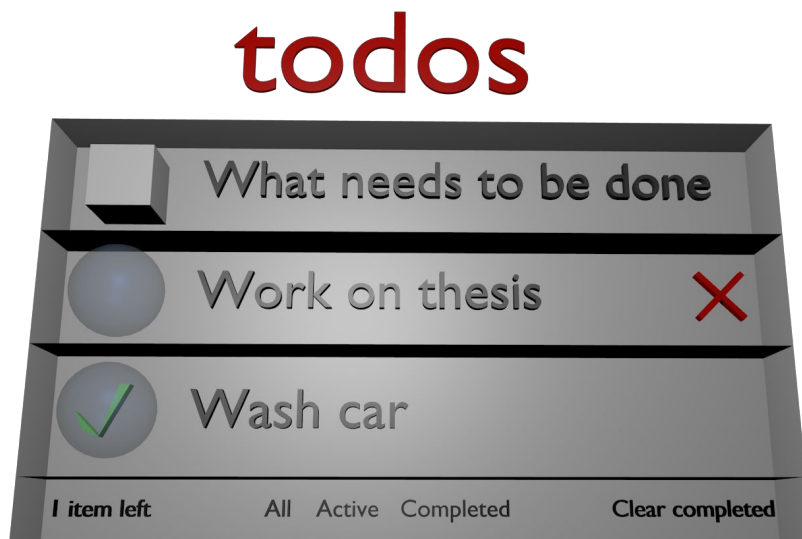 todos
What needs to be done
Work on thesis
Wash car
1 item left All Active Completed Clear completed